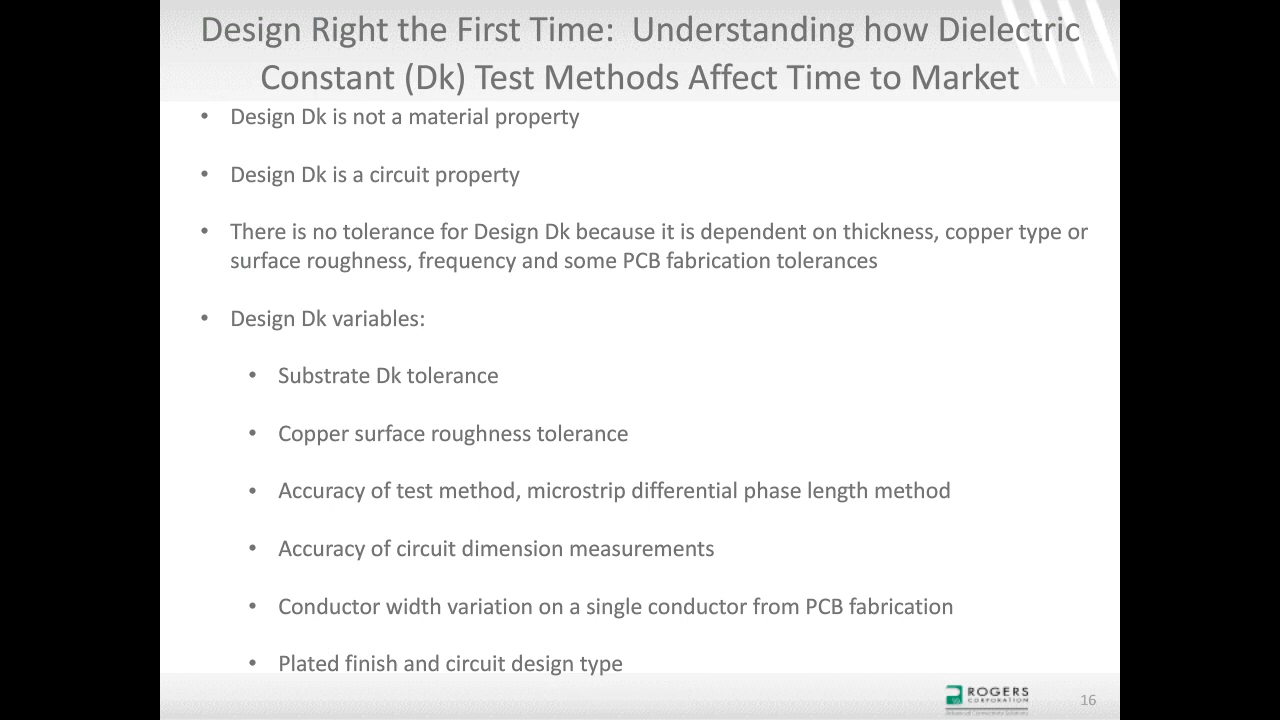 Design Right the First Time:  Understanding how Dielectric
Constant (Dk) Test Methods Affect Time to Market
• Design Dk is not a material property
• Design Dk is a circuit property
• There is no tolerance for Design Dk because it is dependent on thickness, copper type or
surface roughness, frequency and some PCB fabrication tolerances
• Design Dk variables:
• Substrate Dk tolerance
• Copper surface roughness tolerance
• Accuracy of test method, microstrip differential phase length method
• Accuracy of circuit dimension measurements
• Conductor width variation on a single conductor from PCB fabrication
• Plated finish and circuit design type
ROGERS
CORPORATION
16